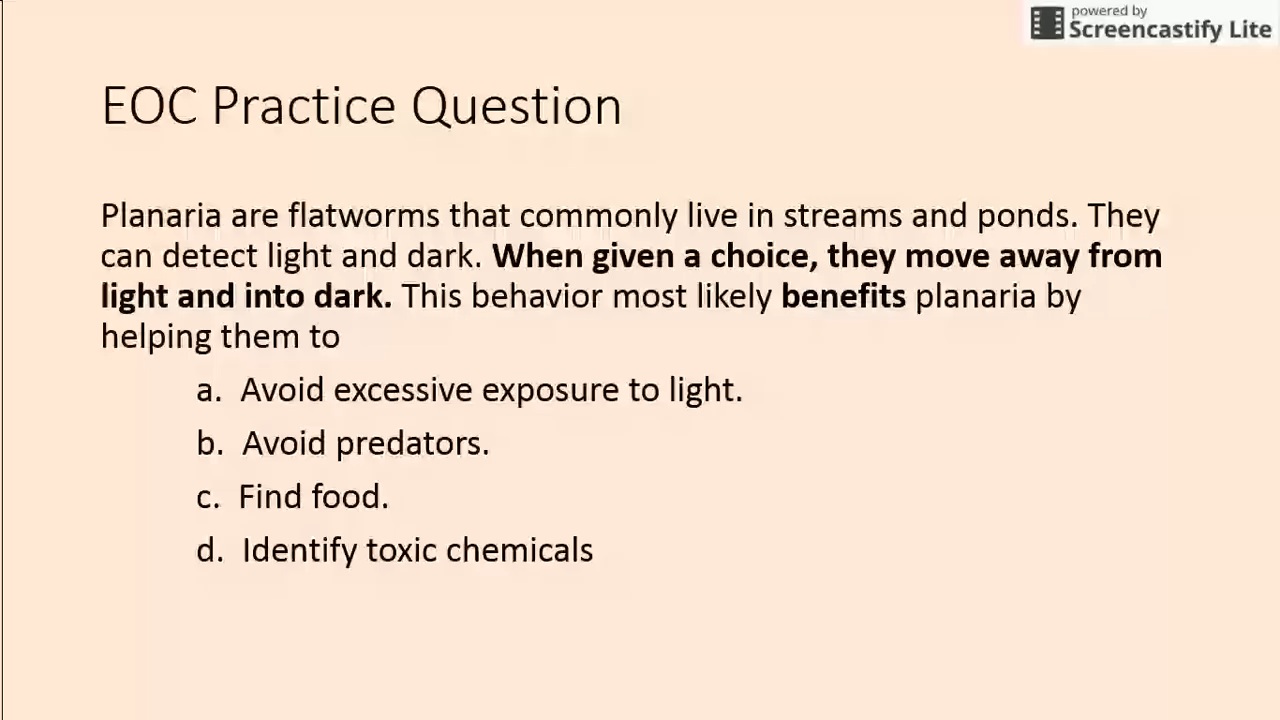 powered by
Screencastify Lite
EOC Practice Question
Planaria are flatworms that commonly live in streams and ponds. They
can detect light and dark. When given a choice, they move away from
light and into dark. This behavior most likely benefits planaria by
helping them to
a. Avoid excessive exposure to light.
b. Avoid predators.
c. Find food.
d. Identify toxic chemicals